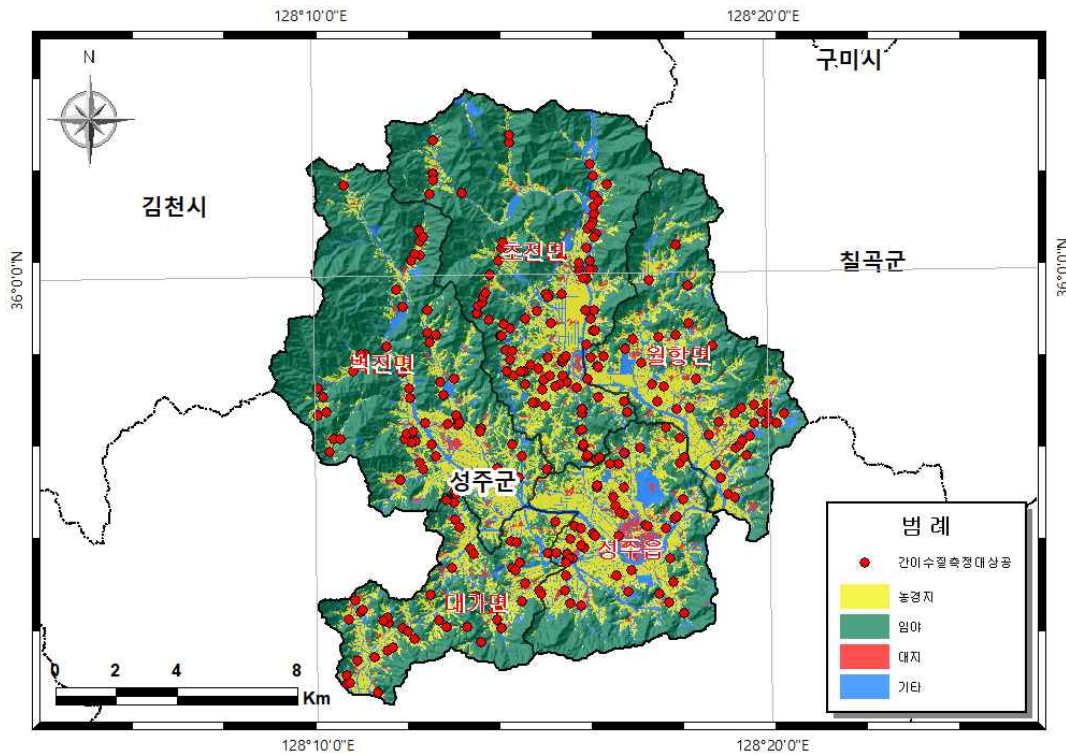 128°10'0"E
128°20'0"E
구미시
N
김천시
초전면
칠곡군
36°0'0"N
36°0'0"N
벽진면
월항면
성주군
성주읍
대가면
범 례
간이수질측정대상공
농경지
임야
대지
기타
0 2 4 8
Km
128°10'0"E
128°20'0"E